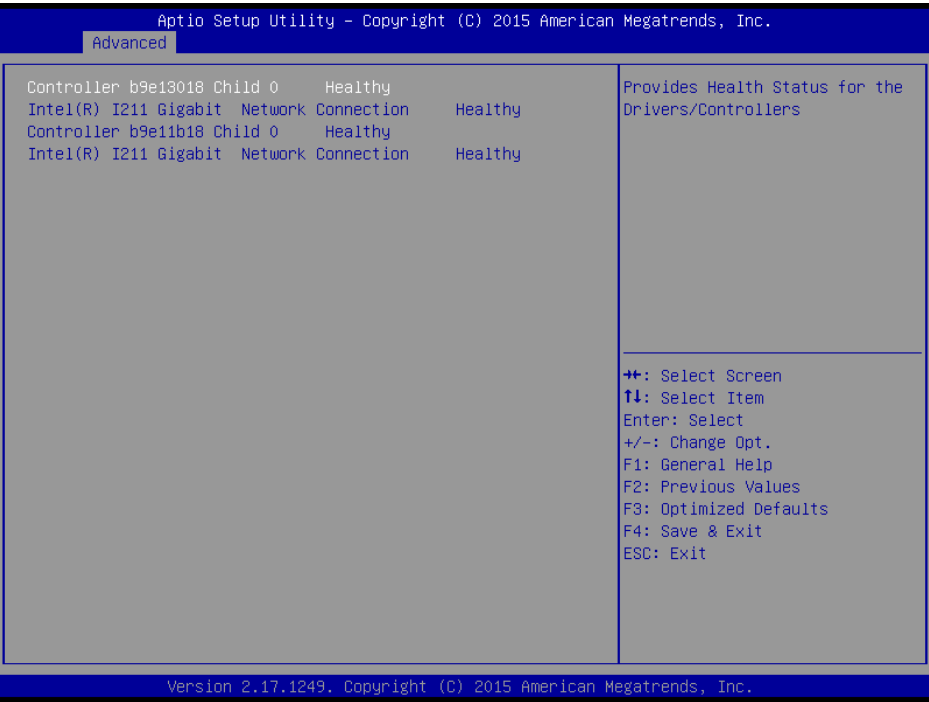 Aptio Setup Utility – Copyright (C) 2015 American Megatrends, Inc.
Advanced
Controller b9e13018 Child 0 Healthy
Intel(R) I211 Gigabit Network Connection Healthy
Controller b9e11b18 Child 0 Healthy
Intel(R) I211 Gigabit Network Connection Healthy
Provides Health Status for the
Drivers/Controllers
→←: Select Screen
↑↓: Select Item
Enter: Select
+/-: Change Opt.
F1: General Help
F2: Previous Values
F3: Optimized Defaults
F4: Save & Exit
ESC: Exit
Version 2.17.1249. Copyright (C) 2015 American Megatrends, Inc.